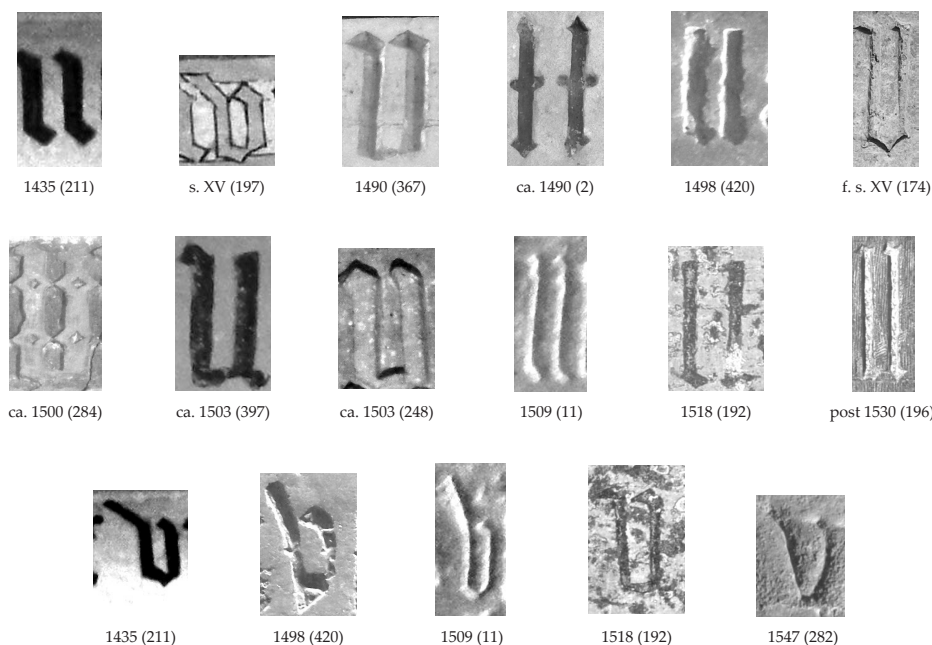 1435 (211) s. XV (197) 1490 (367) ca. 1490 (2) 1498 (420) f. s. XV (174)
ca. 1500 (284) ca. 1503 (397) ca. 1503 (248) 1509 (11) 1518 (192) post 1530 (196)
1435 (211) 1498 (420) 1509 (11) 1518 (192) 1547 (282)